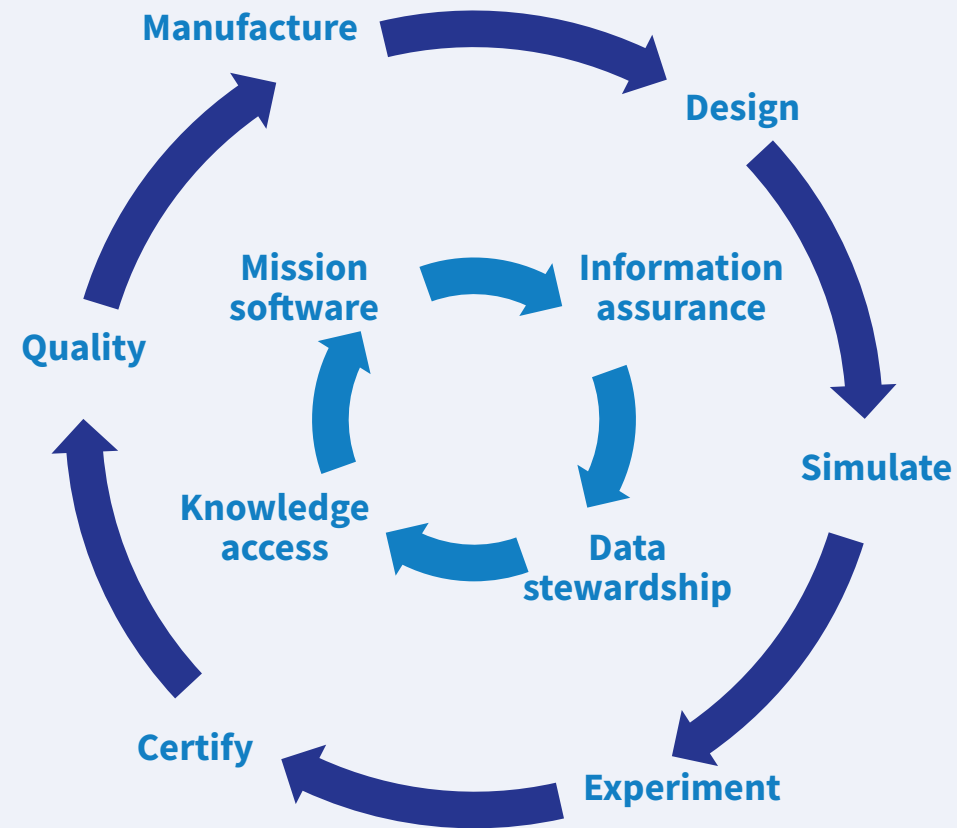 Manufacture
Design
Mission
software
Information
assurance
Quality
Simulate
Knowledge
access
Data
stewardship
Certify
Experiment